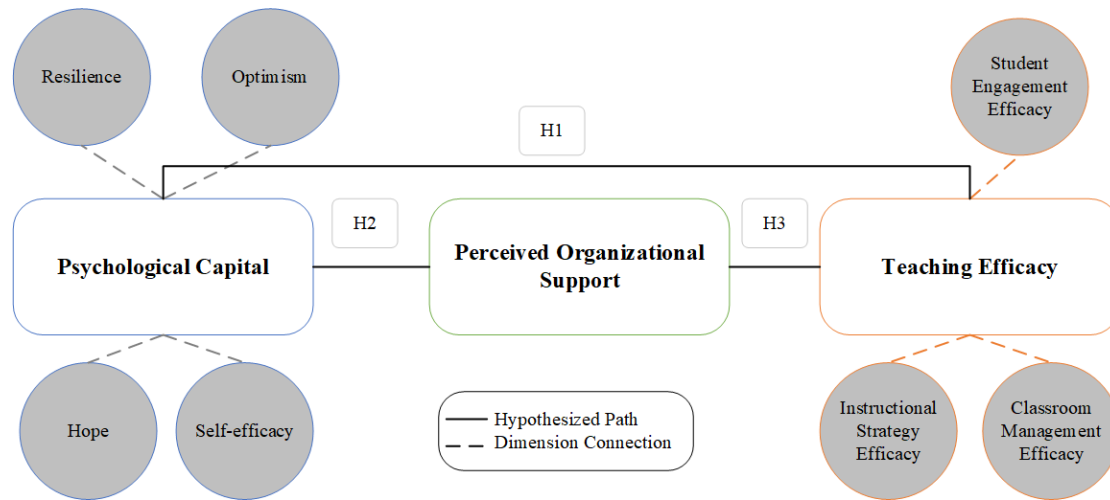 Resilience
Optimism
Student
Engagement
Efficacy
H1
H2
H3
Psychological Capital
Perceived Organizational
Support
Teaching Efficacy
Hope
Self-efficacy
Hypothesized Path
Dimension Connection
Instructional
Strategy
Efficacy
Classroom
Management
Efficacy